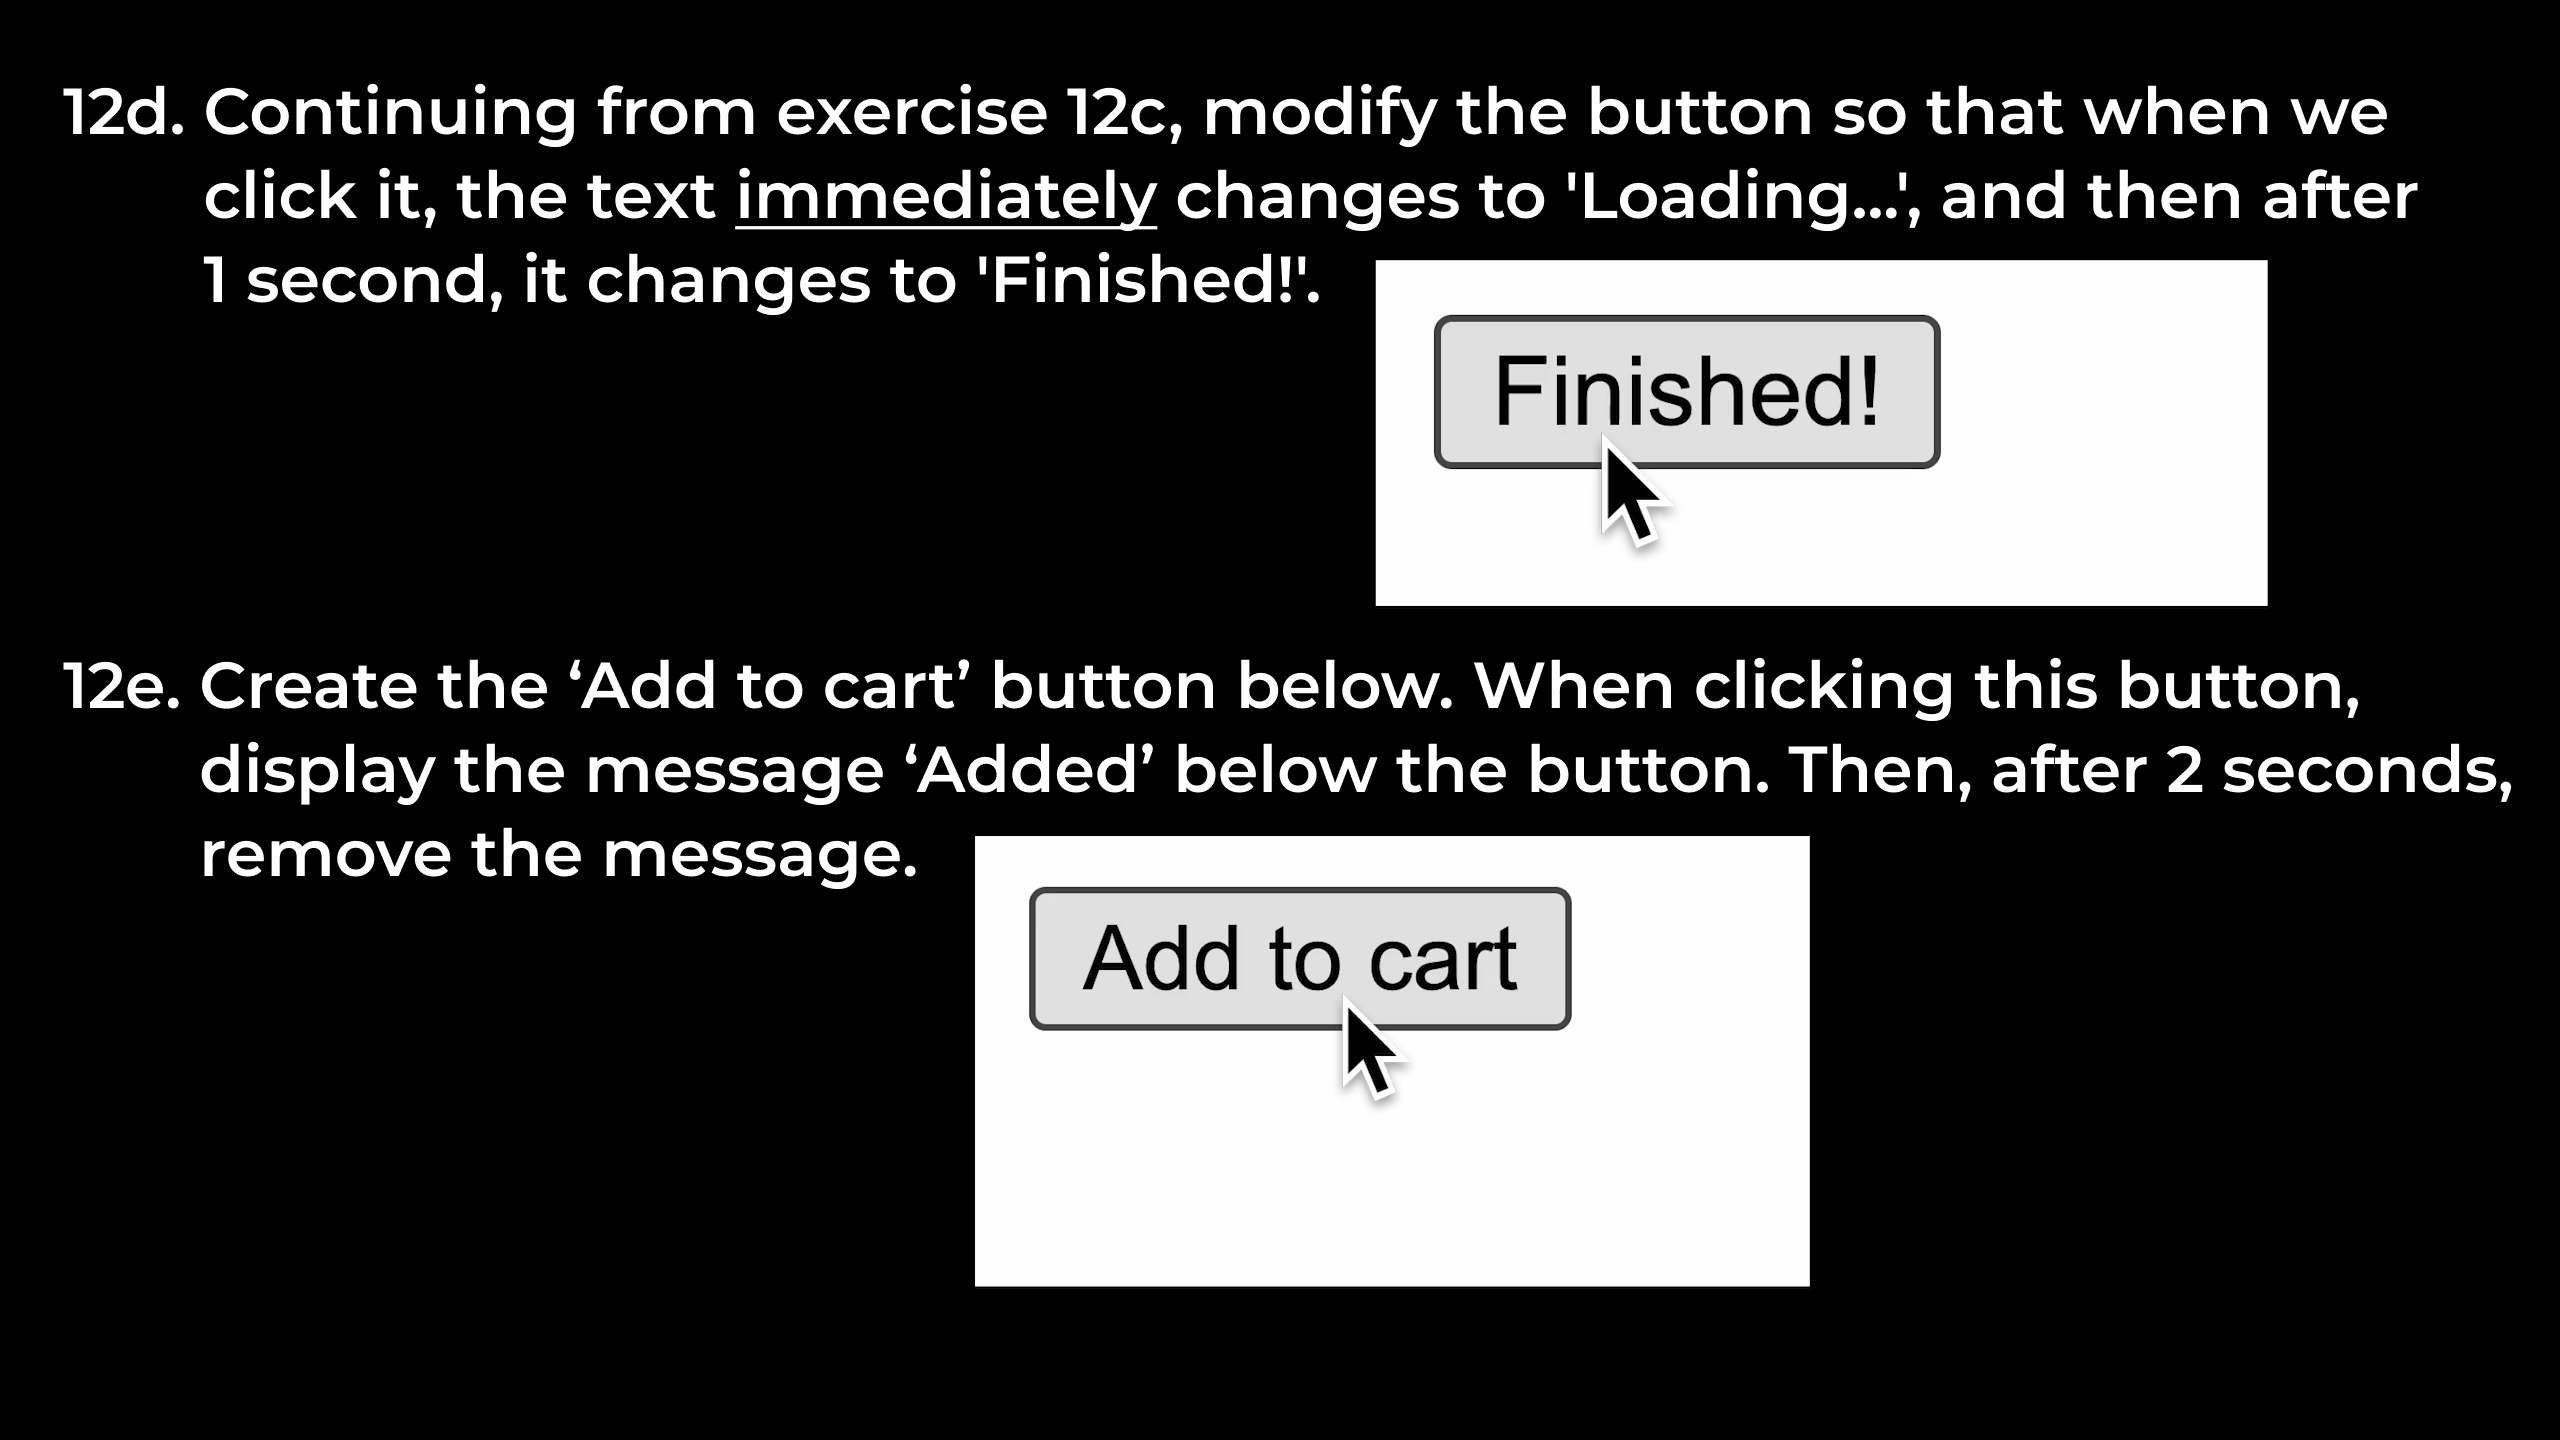 12d. Continuing from exercise 12c, modify the button so that when we
click it, the text immediately changes to 'Loading...', and then after
1 second, it changes to 'Finished!'.
Finished!
12e. Create the ‘Add to cart’ button below. When clicking this button,
display the message ‘Added’ below the button. Then, after 2 seconds,
remove the message.
Add to cart